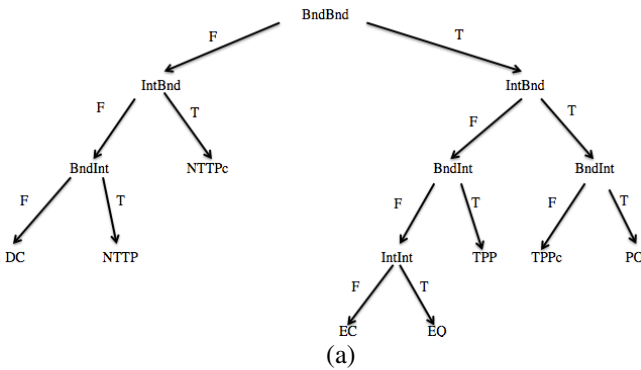 BndBnd
F
T
IntBnd
IntBnd
F
T
F
T
BndInt
NTTPc
BndInt
BndInt
F
T
F
T
F
T
DC
NTTP
IntInt
TPP
TPPc
PO
F
T
EC
EQ
(a)